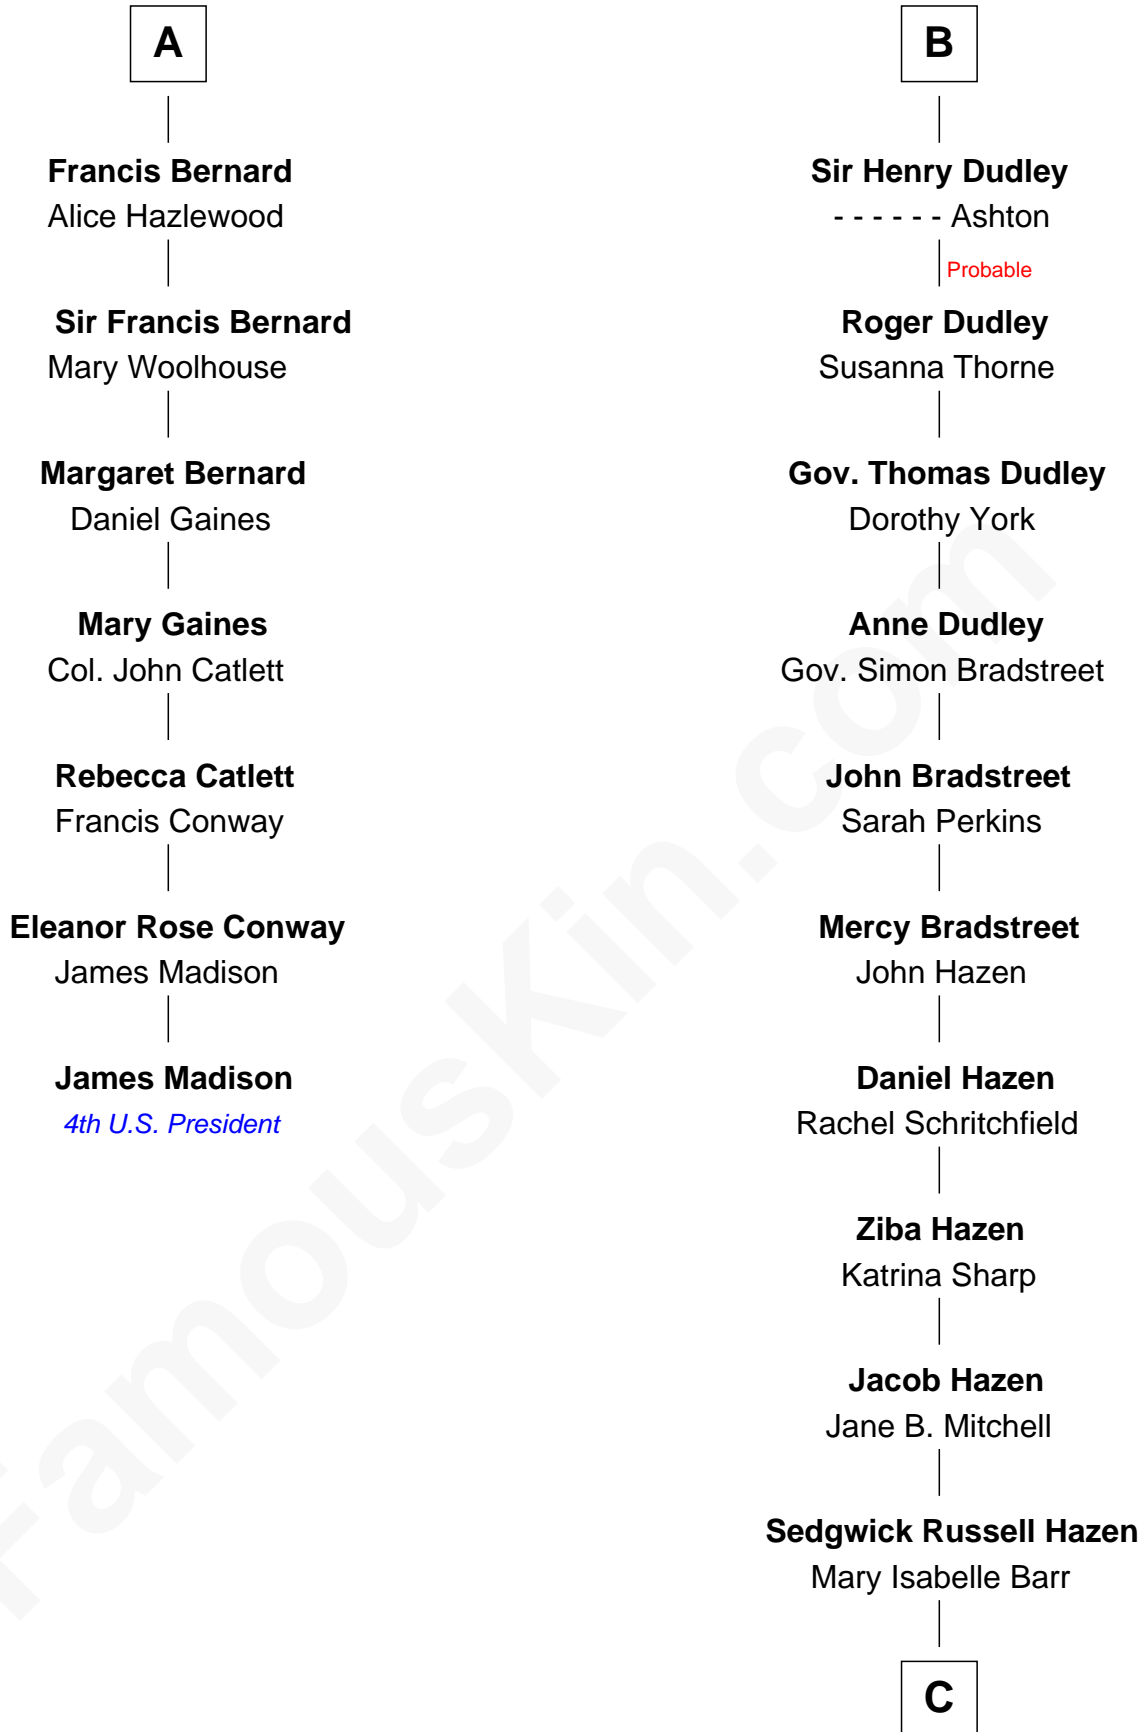 A
Francis Bernard
Alice Hazlewood
Sir Francis Bernard
Mary Woolhouse
Margaret Bernard
Daniel Gaines
Mary Gaines
Col. John Catlett
Rebecca Catlett
Francis Conway
Eleanor Rose Conway
James Madison
James Madison
4th U.S. President
B
Sir Henry Dudley
- - - - - - Ashton
Probable
Roger Dudley
Susanna Thorne
Gov. Thomas Dudley
Dorothy York
Anne Dudley
Gov. Simon Bradstreet
John Bradstreet
Sarah Perkins
Mercy Bradstreet
John Hazen
Daniel Hazen
Rachel Schritchfield
Ziba Hazen
Katrina Sharp
Jacob Hazen
Jane B. Mitchell
Sedgwick Russell Hazen
Mary Isabelle Barr
C
FamousKin.com